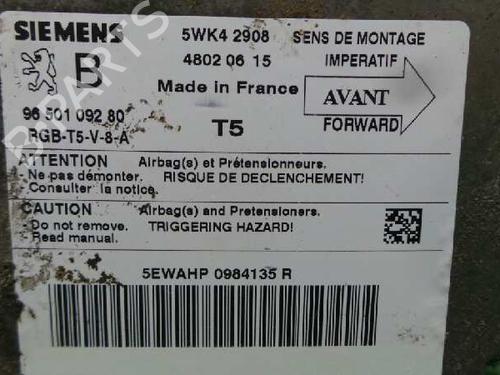 SIEMENS 5WK4 2908 SENS DE MONTAGE
B 4802 06 15 IMPERATIF
Made in France AVANT
96 501 092 80 T5 FORWARD
RGB-T5-V-8-A
ATTENTION Airbag(s) et Prétensionneurs.
- Ne pas démonter. RISQUE DE DECLENCHEMENT!
- Consulter la notice.
CAUTION Airbag(s) and Pretensioners.
- Do not remove. TRIGGERING HAZARD!
- Read manual.
5EWAHP 0984135 R
B-PARTS